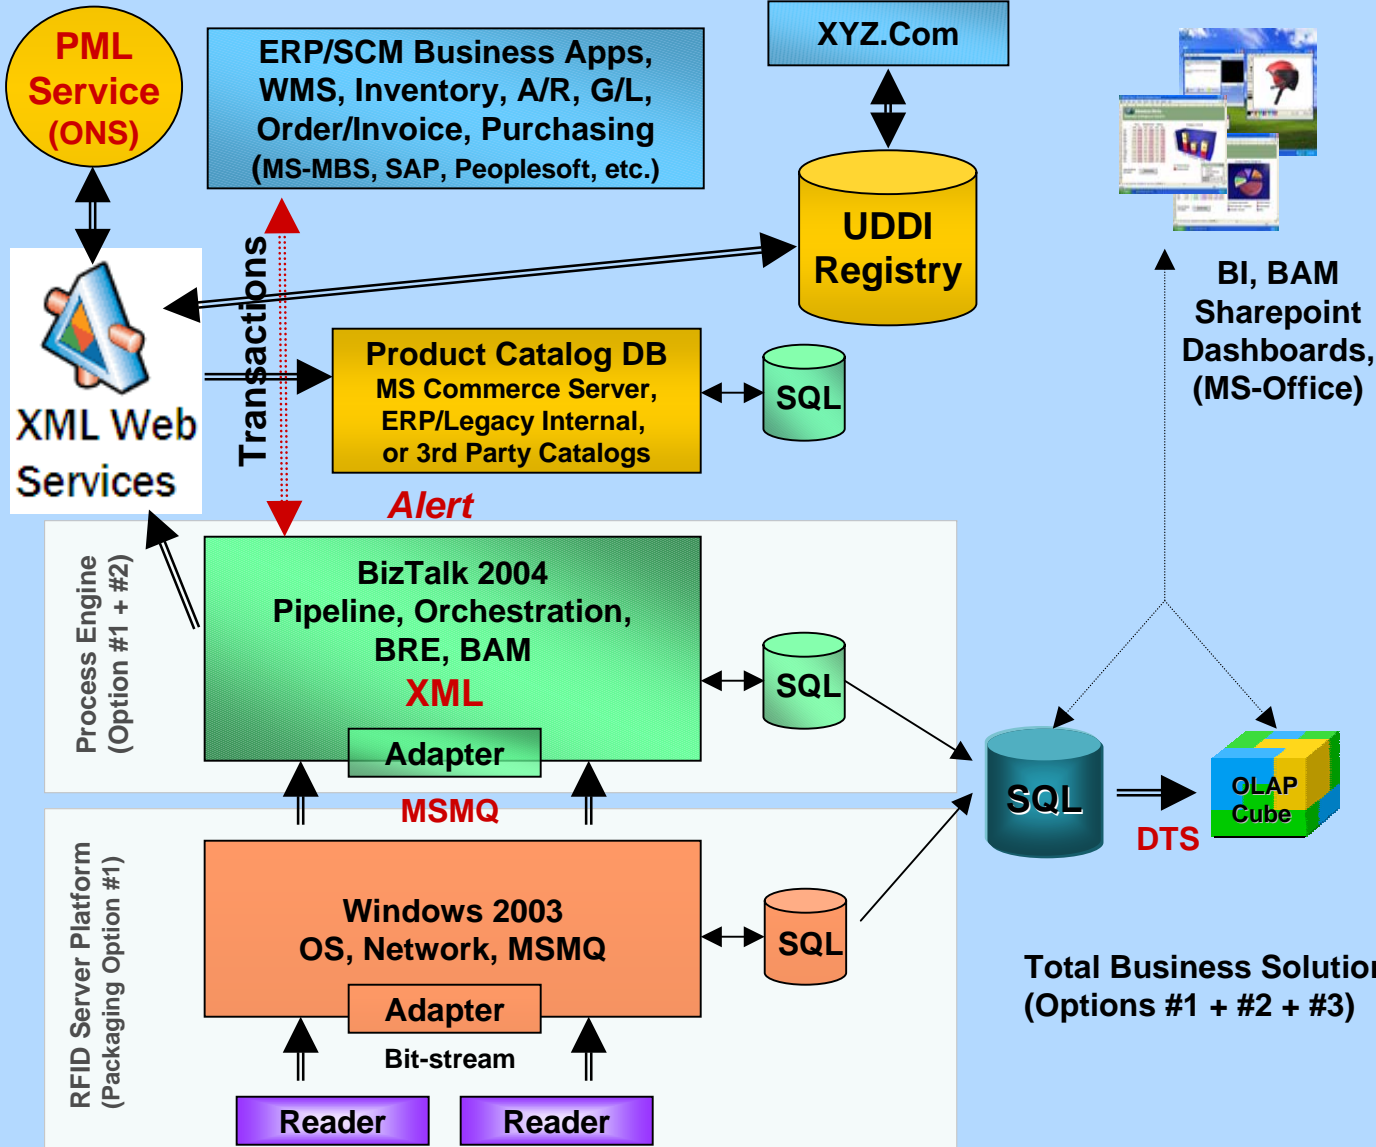 PML
Service
(ONS)
ERP/SCM Business Apps,
WMS, Inventory, A/R, G/L,
Order/Invoice, Purchasing
(MS-MBS, SAP, Peoplesoft, etc.)
XYZ.Com
UDDI
Registry
BI, BAM
Sharepoint
Dashboards,
(MS-Office)
XML Web
Services
Transactions
Product Catalog DB
MS Commerce Server,
ERP/Legacy Internal,
or 3rd Party Catalogs
SQL
Alert
Process Engine
(Option #1 + #2)
BizTalk 2004
Pipeline, Orchestration,
BRE, BAM
XML
Adapter
SQL
MSMQ
SQL
DTS
OLAP
Cube
RFID Server Platform
(Packaging Option #1)
Windows 2003
OS, Network, MSMQ
Adapter
SQL
Bit-stream
Reader
Reader
Total Business Solution
(Options #1 + #2 + #3)